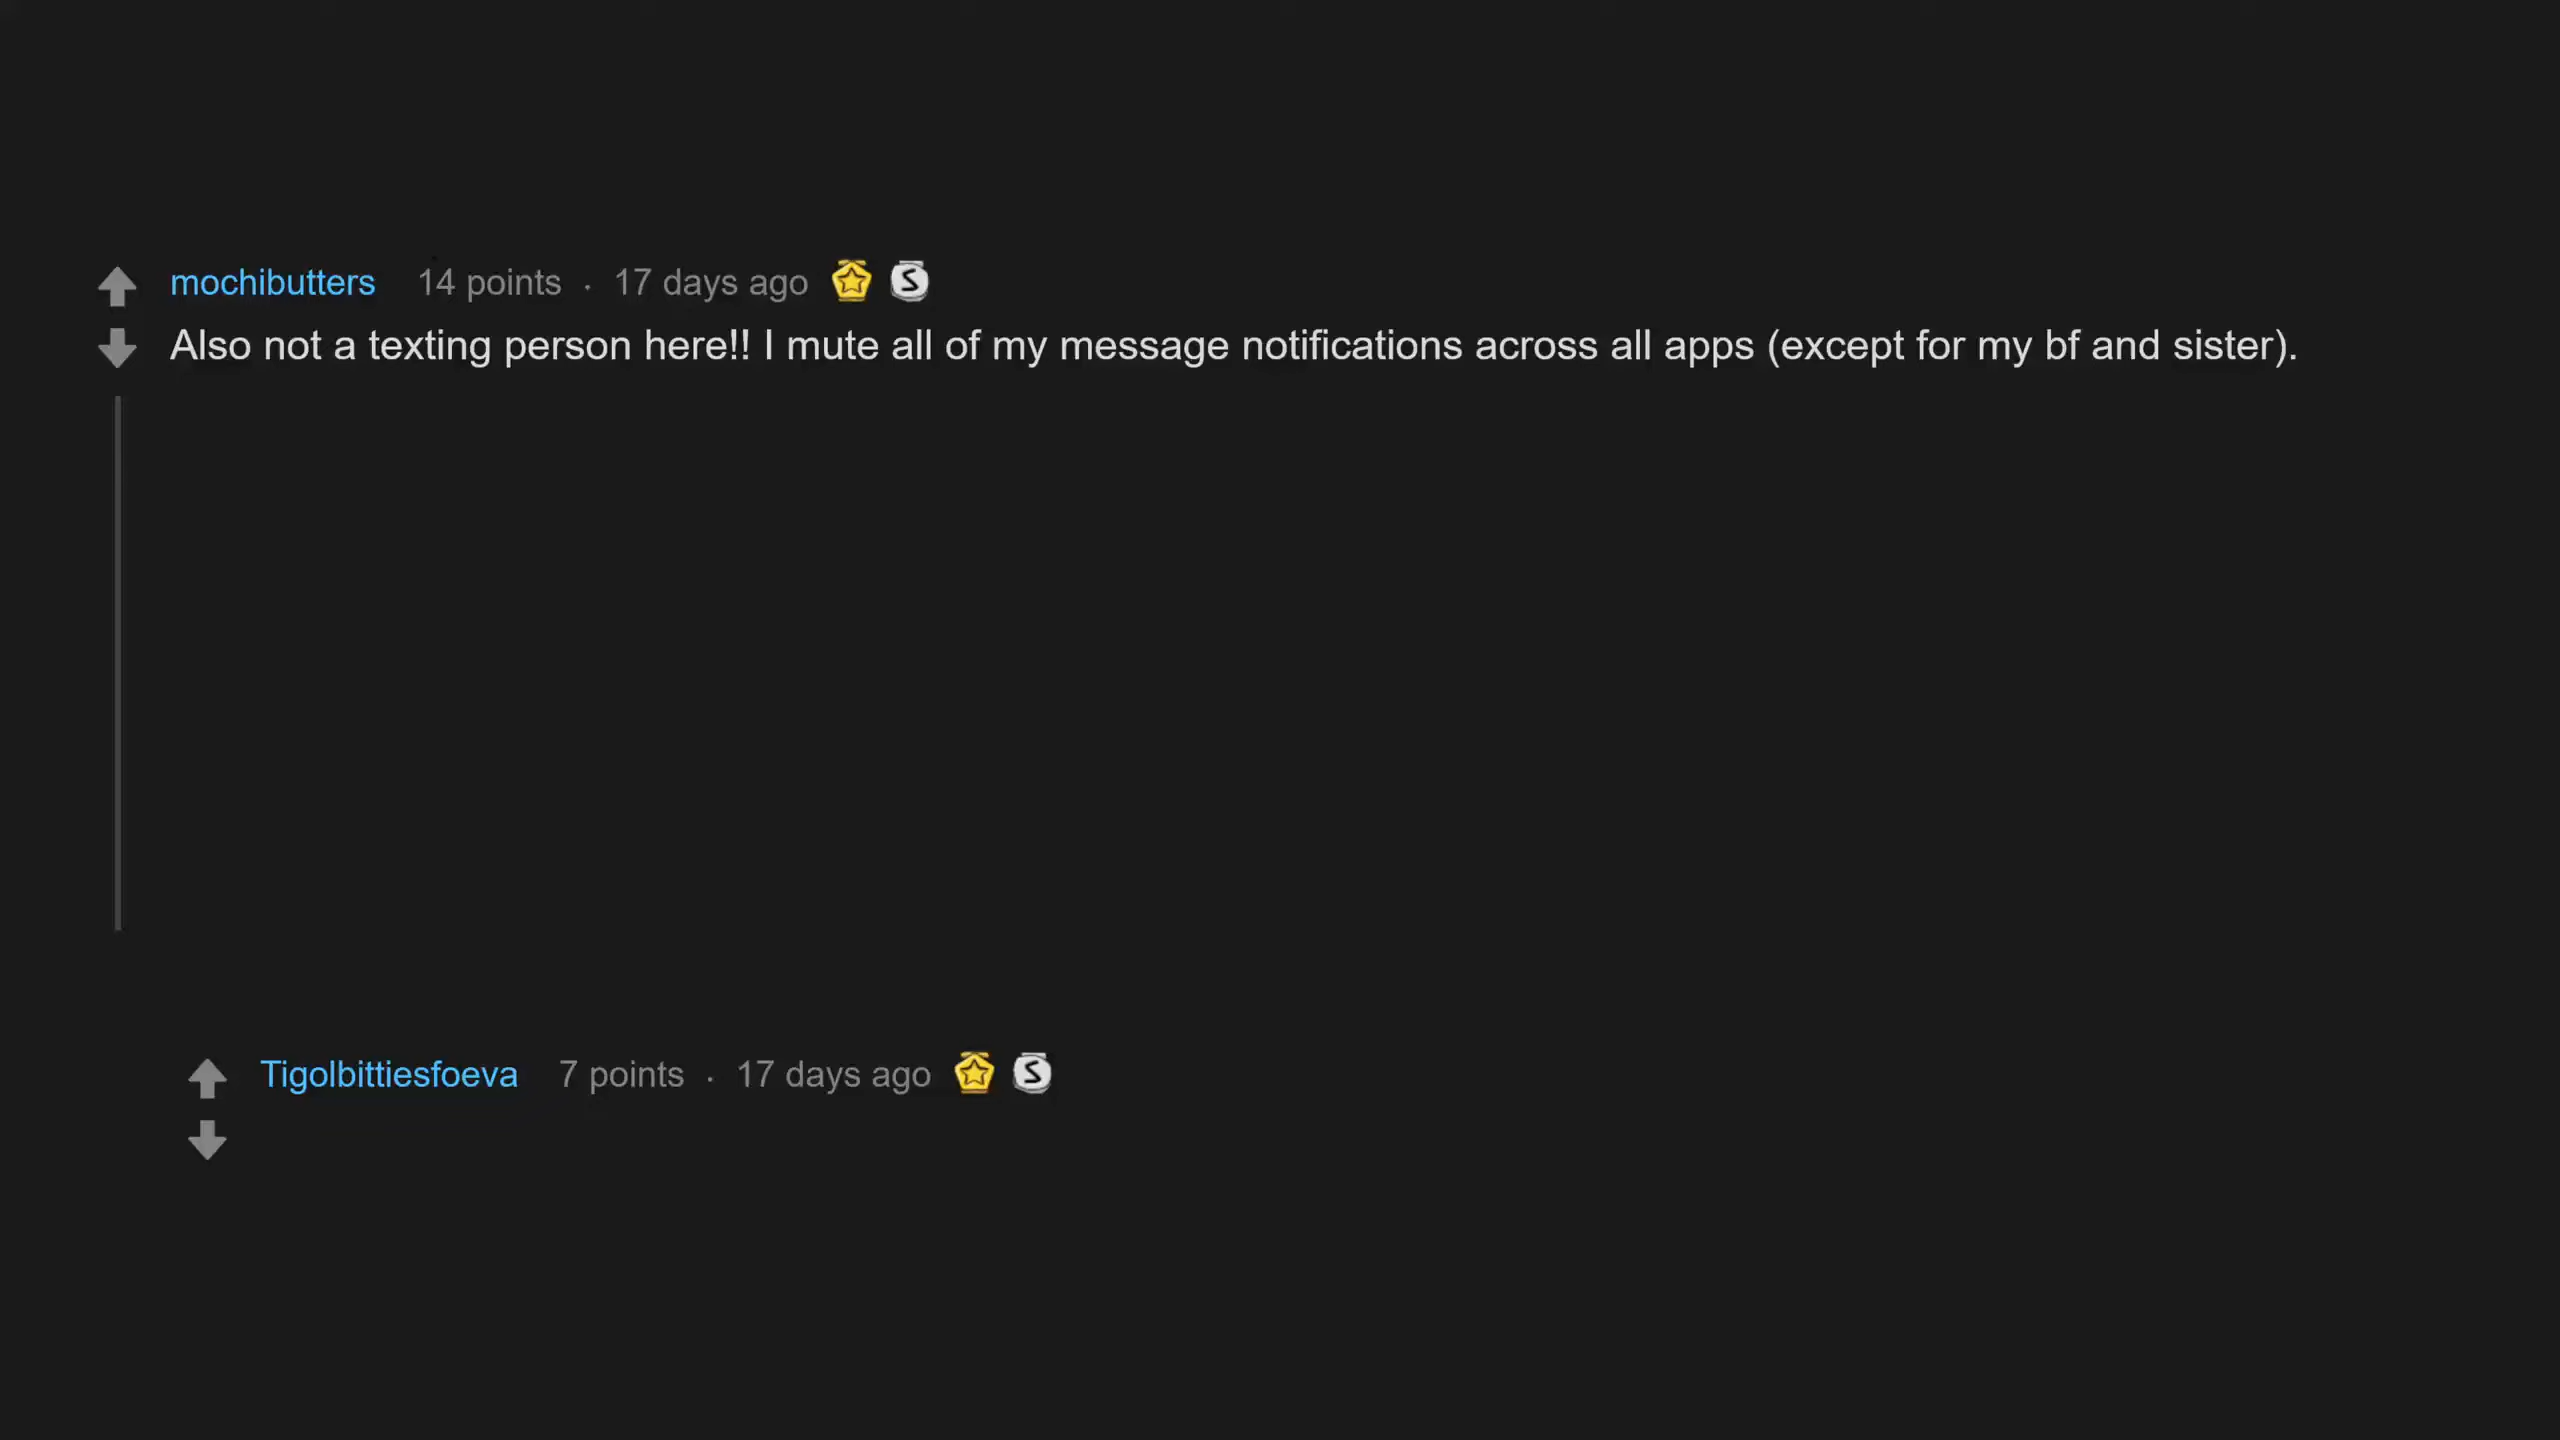 mochibutters 14 points · 17 days ago
Also not a texting person here!! I mute all of my message notifications across all apps (except for my bf and sister).
Tigolbittiesfoeva 7 points · 17 days ago